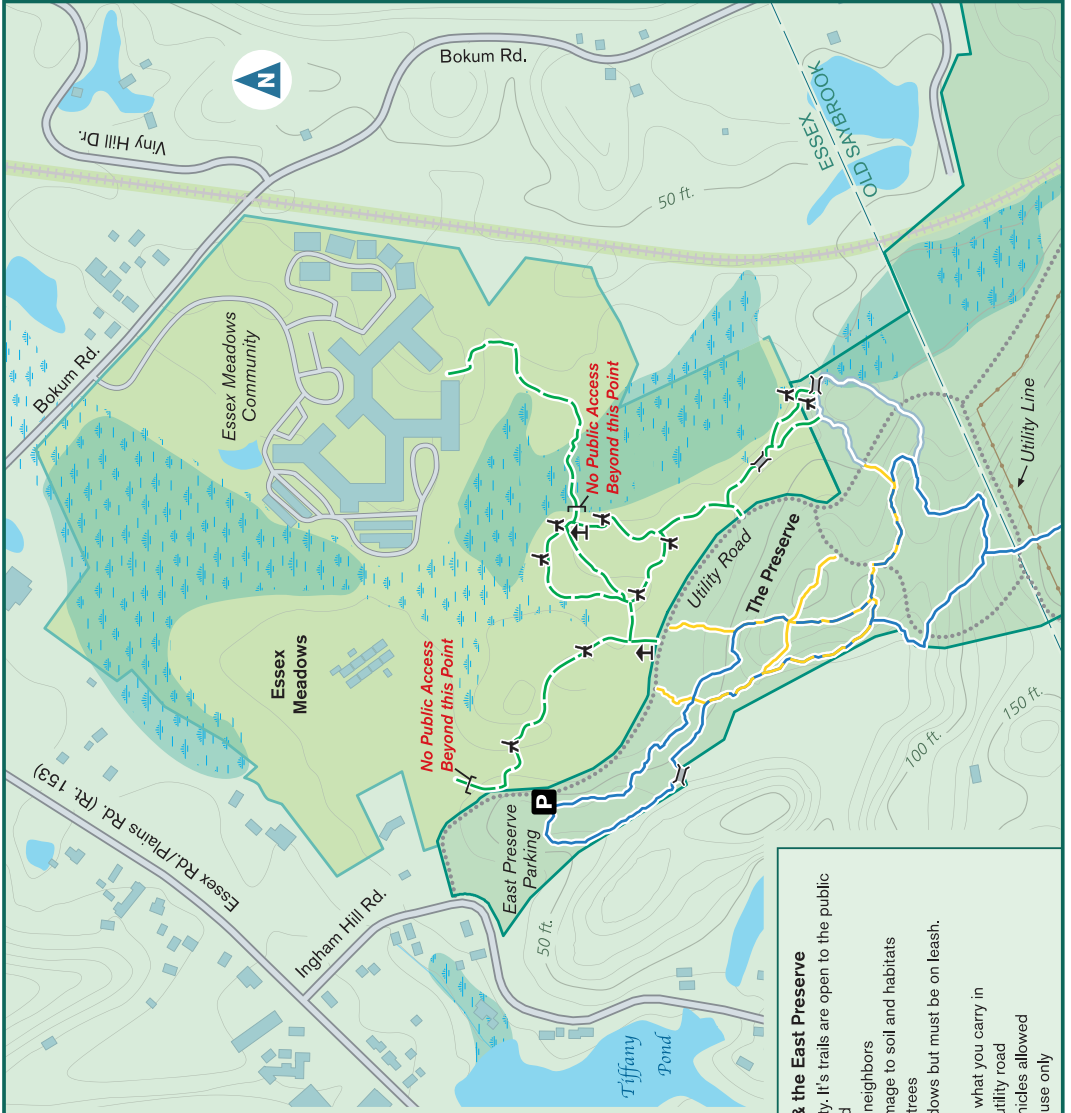 Bokum Rd.
Viny Hill Dr.
N
ESSEX
OLD SAYBROOK
50 ft.
Bokum Rd.
Essex Meadows
Community
No Public Access
Beyond this Point
Utility Line
Utility Road
The Preserve
Essex
Meadows
No Public Access
Beyond this Point
Essex Rd./Plains Rd. (Rt. 153)
P
East Preserve
Parking
Ingham Hill Rd.
50 ft.
100 ft.
150 ft.
Tiffany
Pond
& the East Preserve
ty. It's trails are open to the public
d
neighbors
mage to soil and habitats
trees
dows but must be on leash.
what you carry in
tility road
hicles allowed
use only